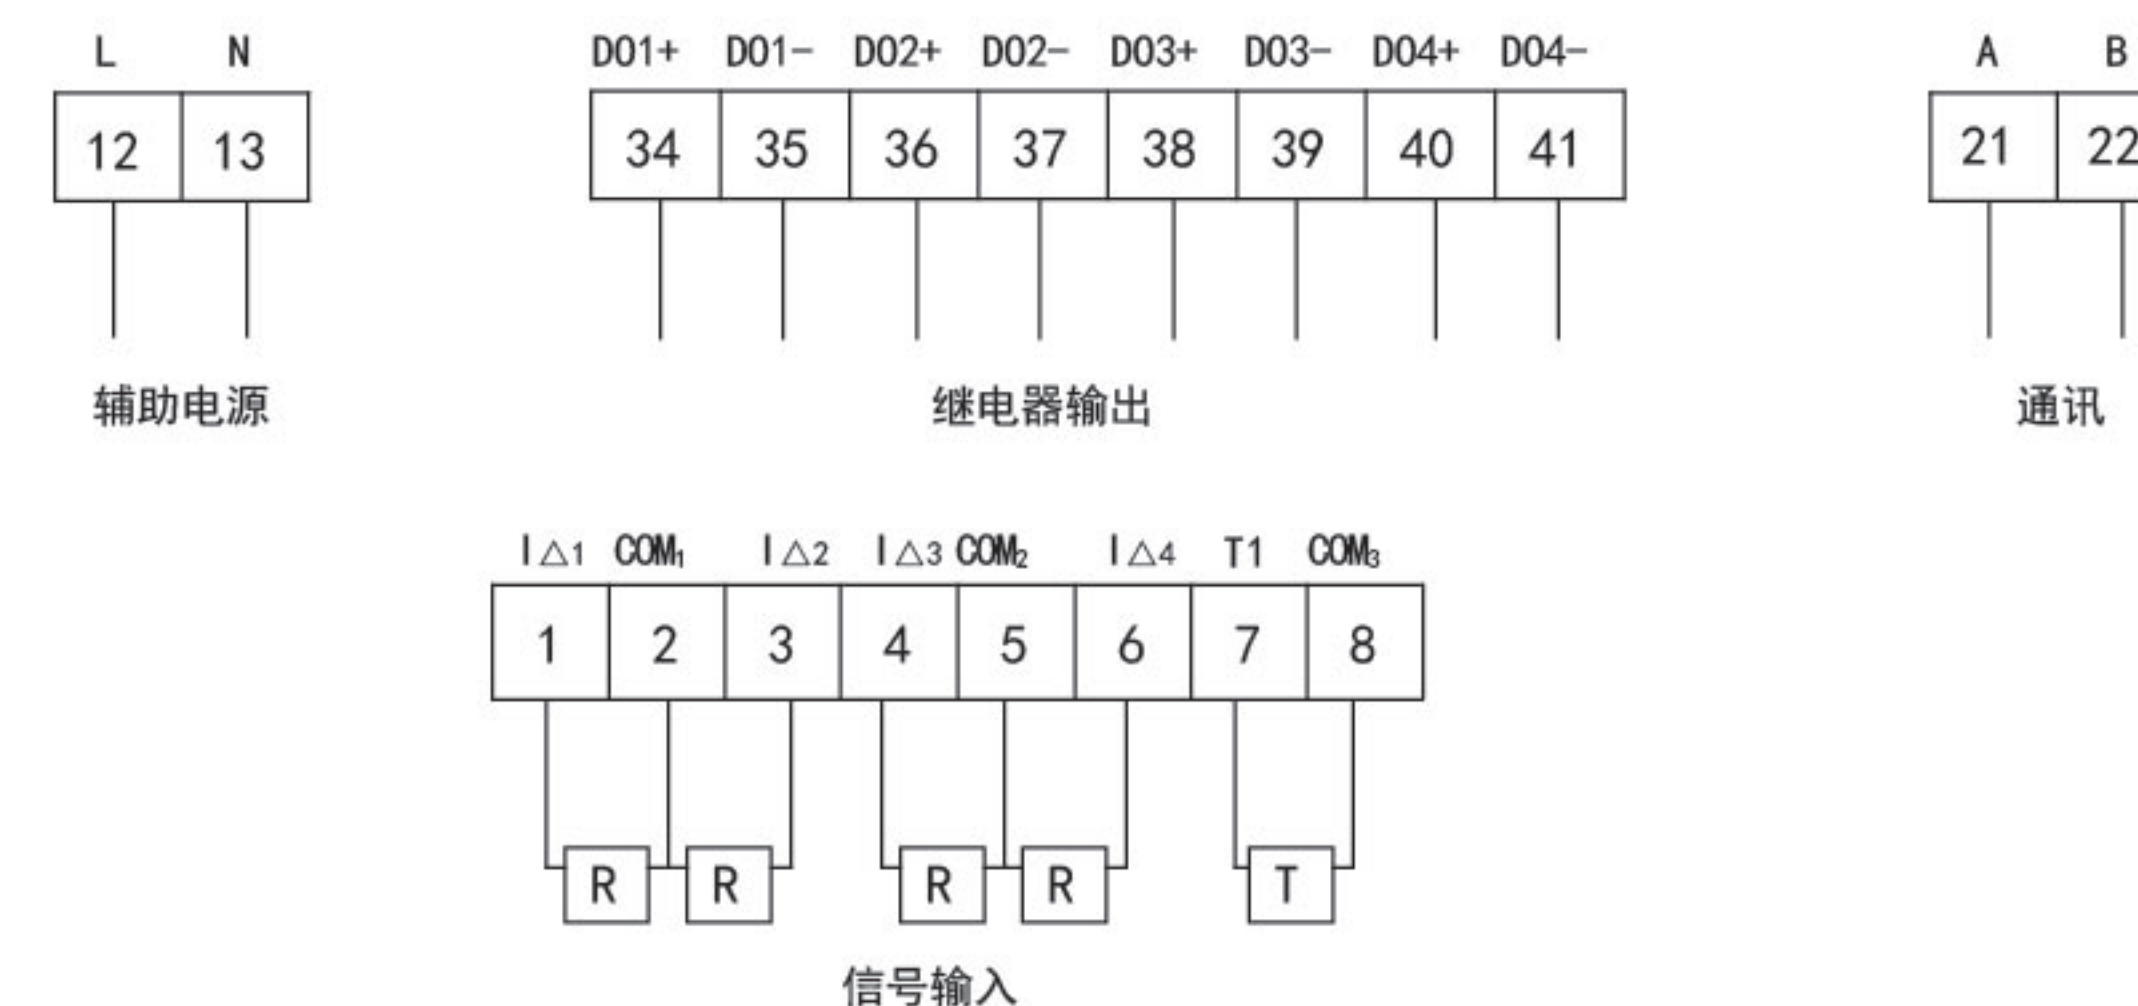 L N DO1+ DO1- DO2+ DO2- DO3+ DO3- DO4+ DO4- A B
12 13 34 35 36 37 38 39 40 41 21 22
辅助电源 继电器输出 通讯
I△1 COM₁ I△2 I△3 COM₂ I△4 T1 COM₃
1 2 3 4 5 6 7 8
R R R R T
信号输入